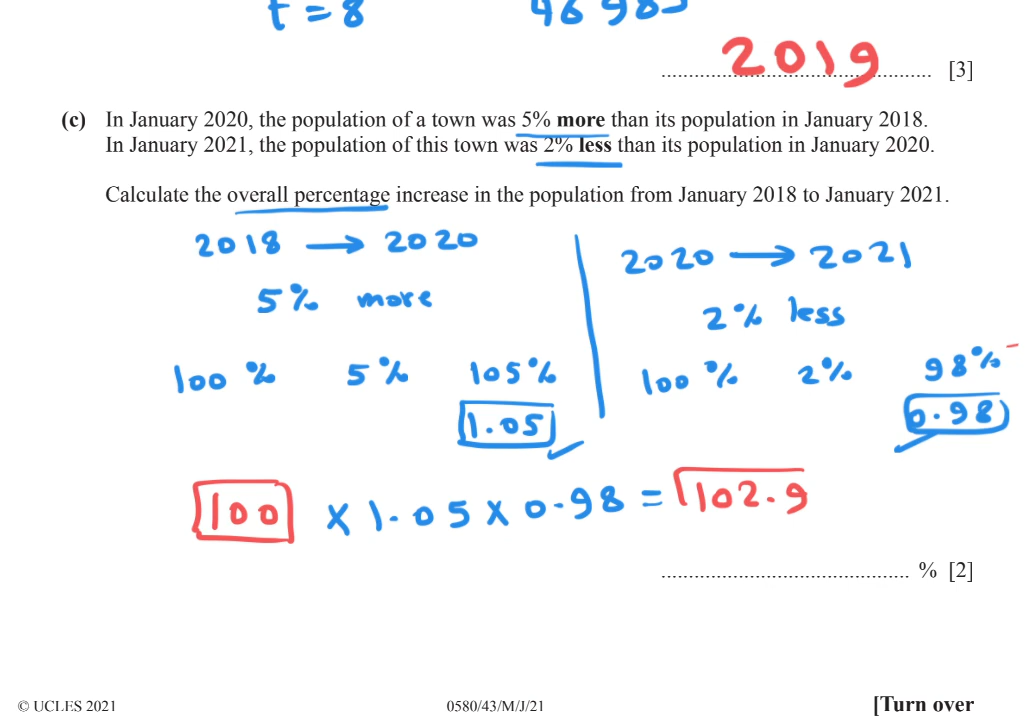 t = 8
2019
[3]
(c) In January 2020, the population of a town was 5% more than its population in January 2018.
In January 2021, the population of this town was 2% less than its population in January 2020.
Calculate the overall percentage increase in the population from January 2018 to January 2021.
2018 → 2020
2020 → 2021
5% more
2% less
100% 5% 105%
100% 2% 98%
1.05
0.98
100 × 1.05 × 0.98 = 102.9
% [2]
© UCLES 2021 0580/43/M/J/21 [Turn over